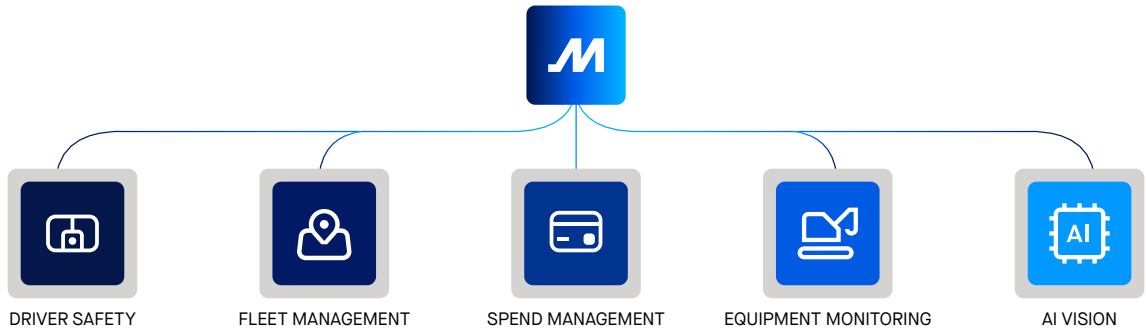 M
DRIVER SAFETY
FLEET MANAGEMENT
SPEND MANAGEMENT
EQUIPMENT MONITORING
AI
AI VISION